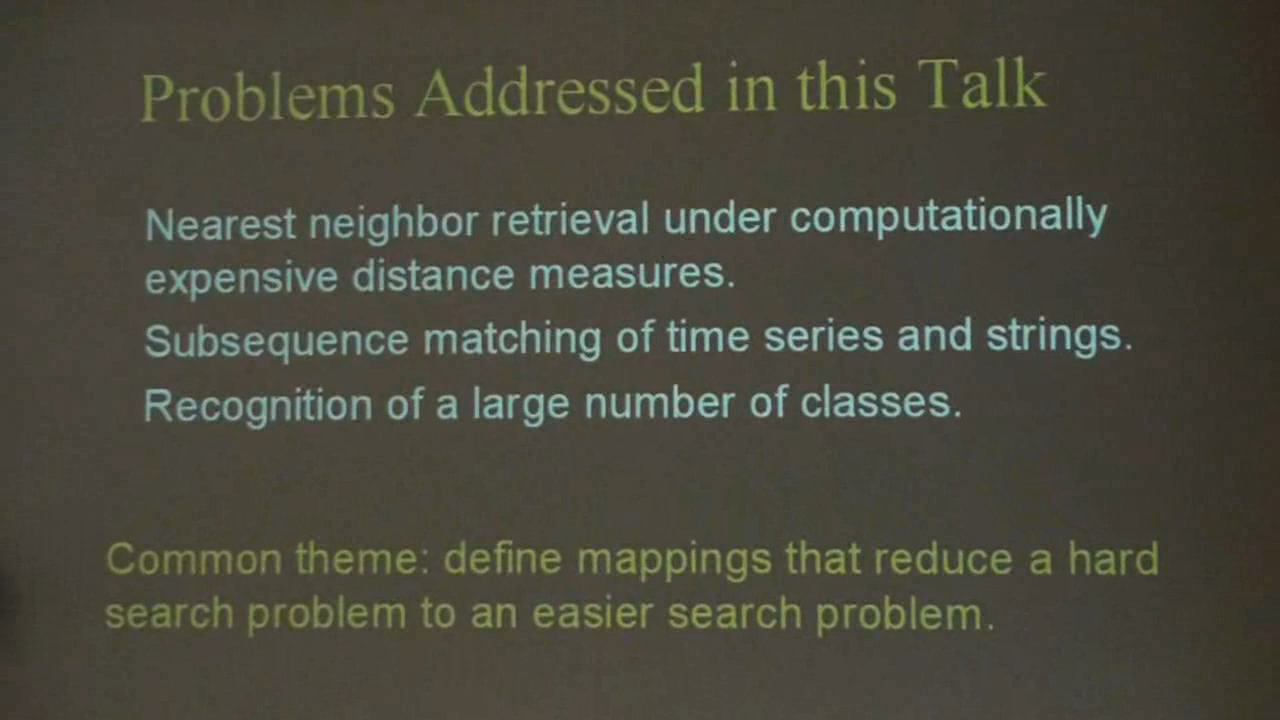 Problems Addressed in this Talk
Nearest neighbor retrieval under computationally
expensive distance measures.
Subsequence matching of time series and strings.
Recognition of a large number of classes.
Common theme: define mappings that reduce a hard
search problem to an easier search problem.